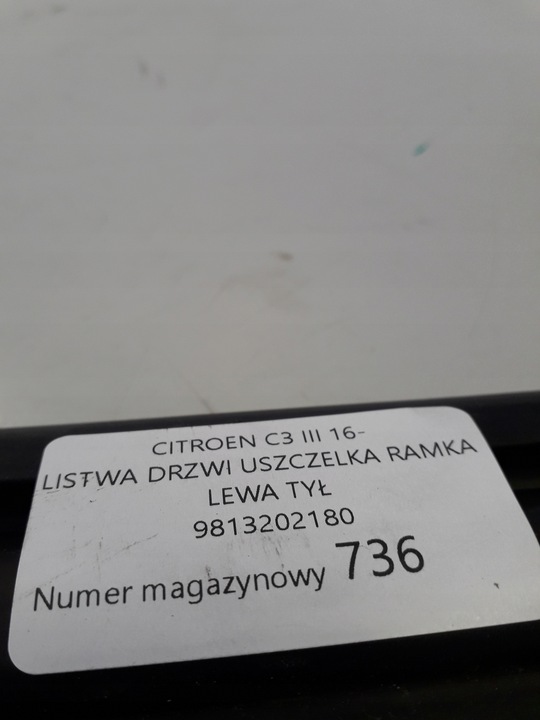 CITROEN C3 III 16-
LISTWA DRZWI USZCZELKA RAMKA
LEWA TYŁ
9813202180
Numer magazynowy 736